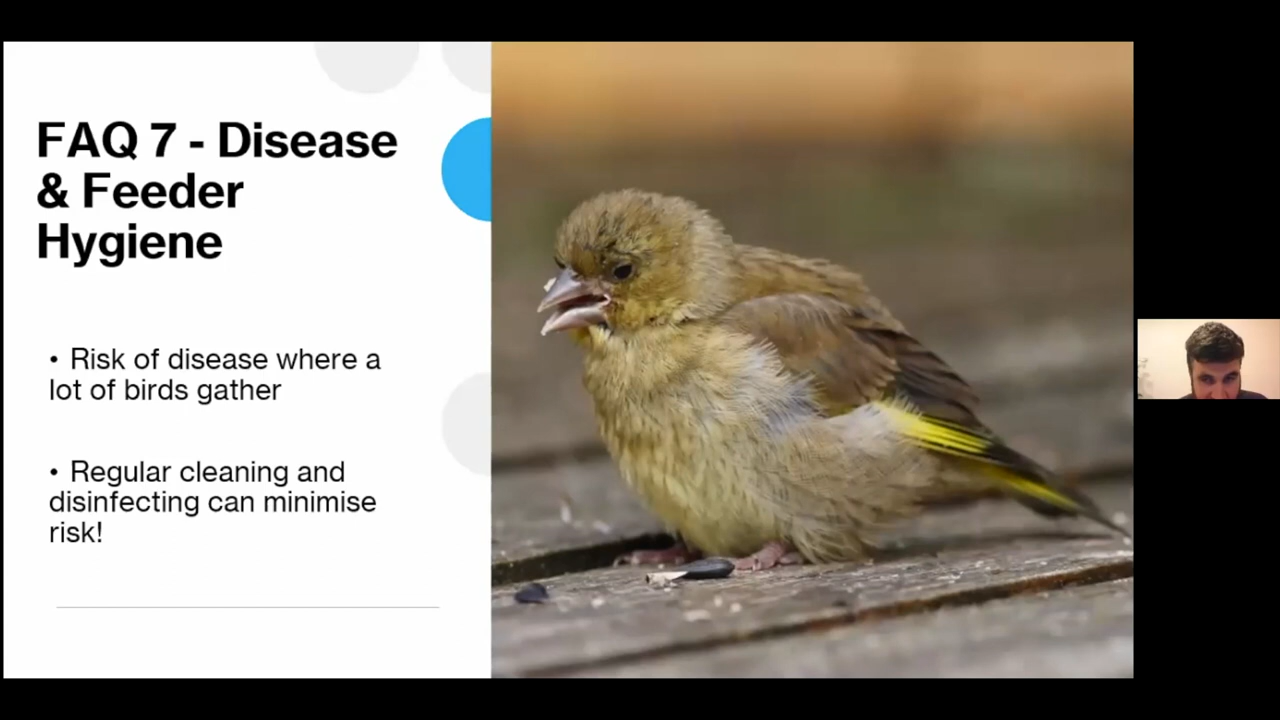 FAQ 7 - Disease
& Feeder
Hygiene
• Risk of disease where a
lot of birds gather
• Regular cleaning and
disinfecting can minimise
risk!